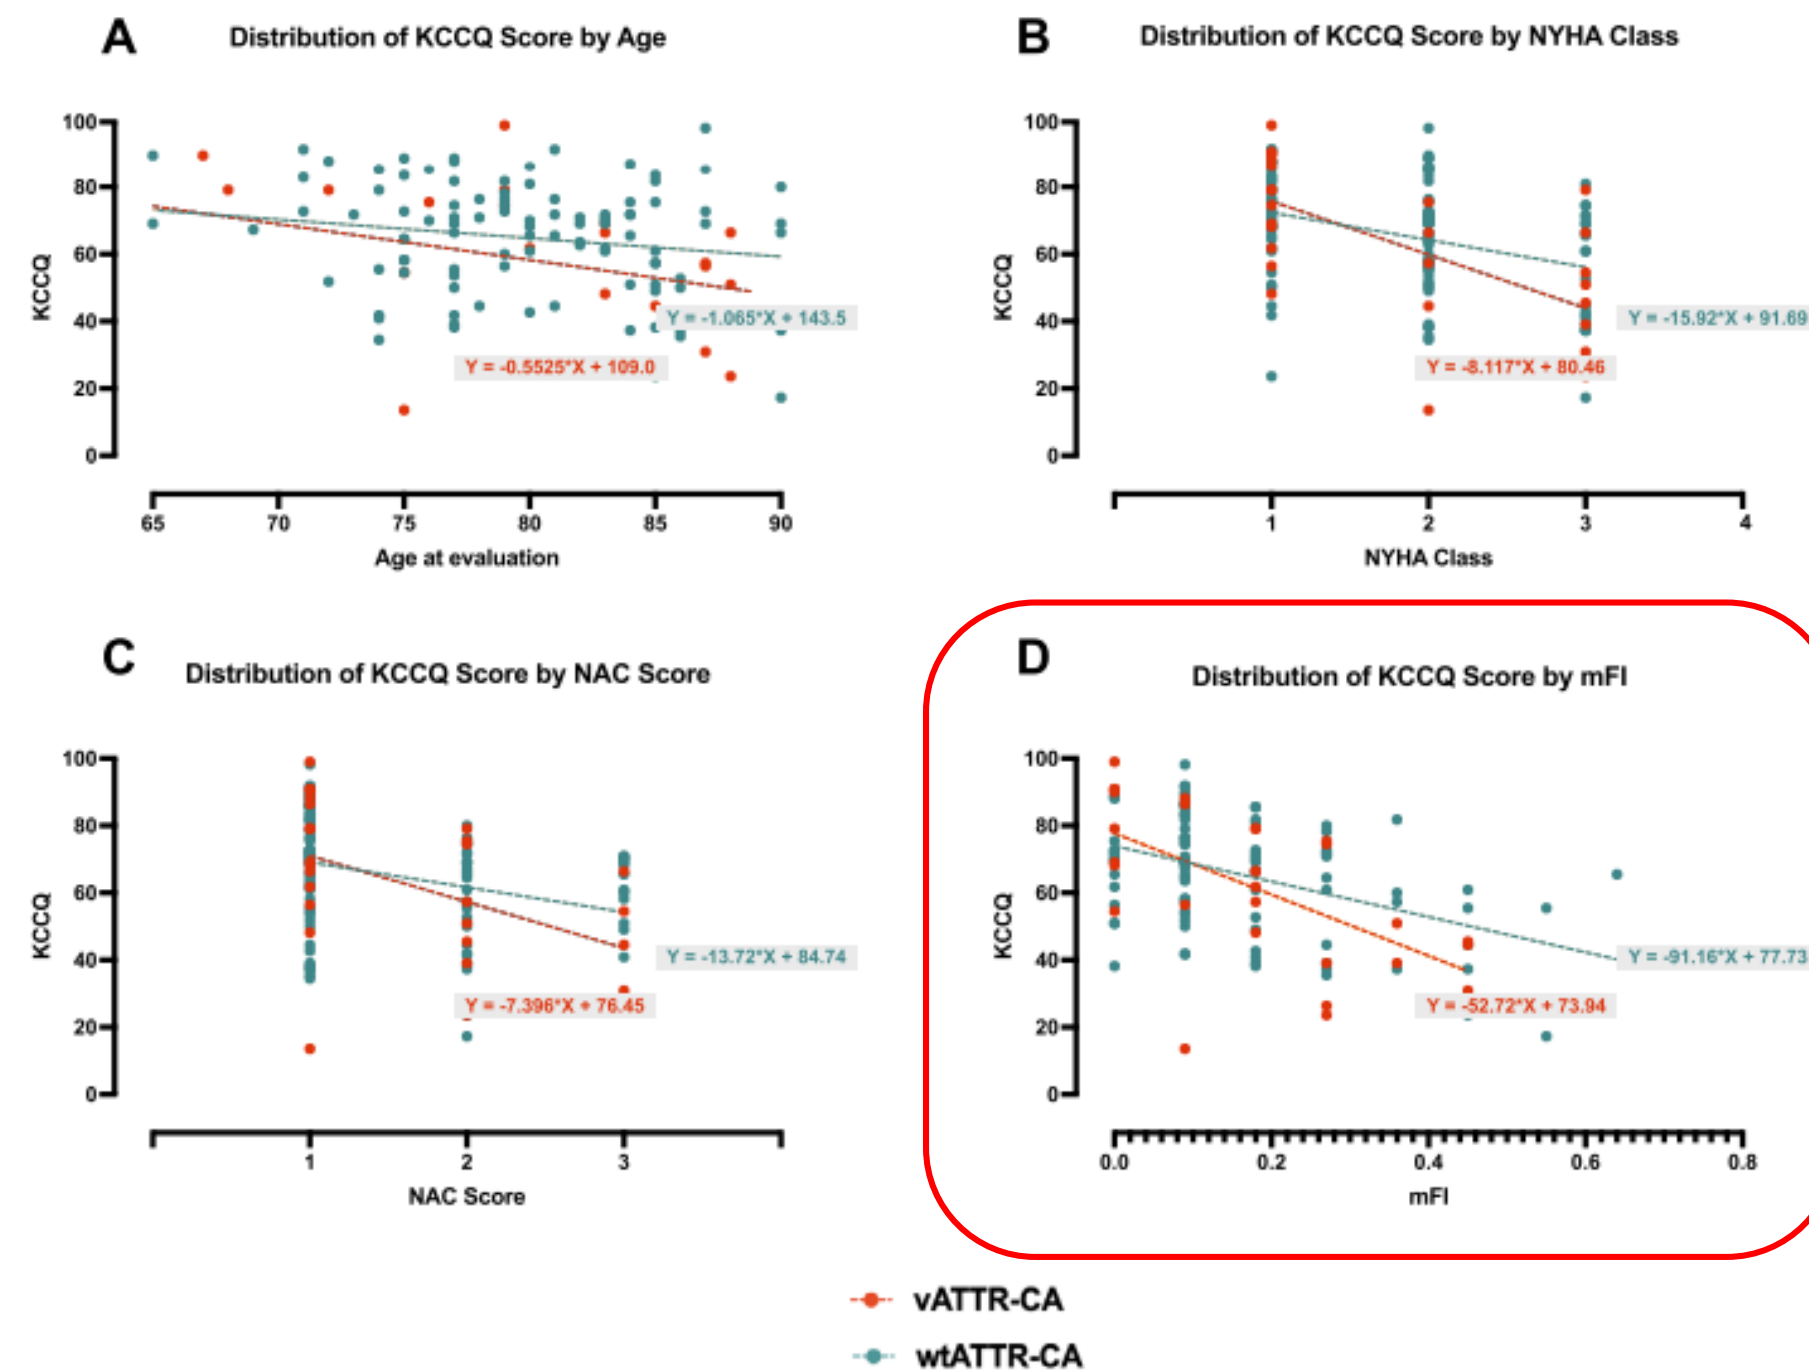 A
Distribution of KCCQ Score by Age
100
80
60
40
20
0
KCCQ
Y = -1.065*X + 143.5
Y = -0.5525*X + 109.0
65 70 75 80 85 90
Age at evaluation
B
Distribution of KCCQ Score by NYHA Class
100
80
60
40
20
0
KCCQ
Y = -15.92*X + 91.69
Y = -8.117*X + 80.46
1 2 3 4
NYHA Class
C
Distribution of KCCQ Score by NAC Score
100
80
60
40
20
0
KCCQ
Y = -13.72*X + 84.74
Y = -7.396*X + 76.45
1 2 3
NAC Score
D
Distribution of KCCQ Score by mFI
100
80
60
40
20
0
KCCQ
Y = -91.16*X + 77.73
Y = -52.72*X + 73.94
0.0 0.2 0.4 0.6 0.8
mFI
vATTR-CA
wtATTR-CA